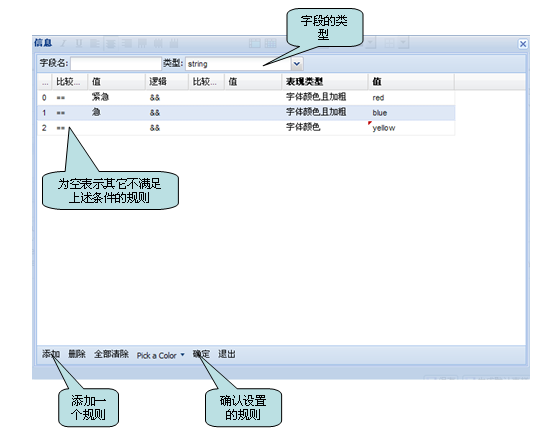 字段的类
型
信息
字段名: 类型: string
... 比较... 值 逻辑 比较... 值 表现类型 值
0 == 紧急 && 字体颜色且加粗 red
1 == 急 && 字体颜色且加粗 blue
2 == && 字体颜色 yellow
为空表示其它不满足
上述条件的规则
添加 删除 全部清除 Pick a Color 确定 退出
添加一
个规则
确认设置
的规则